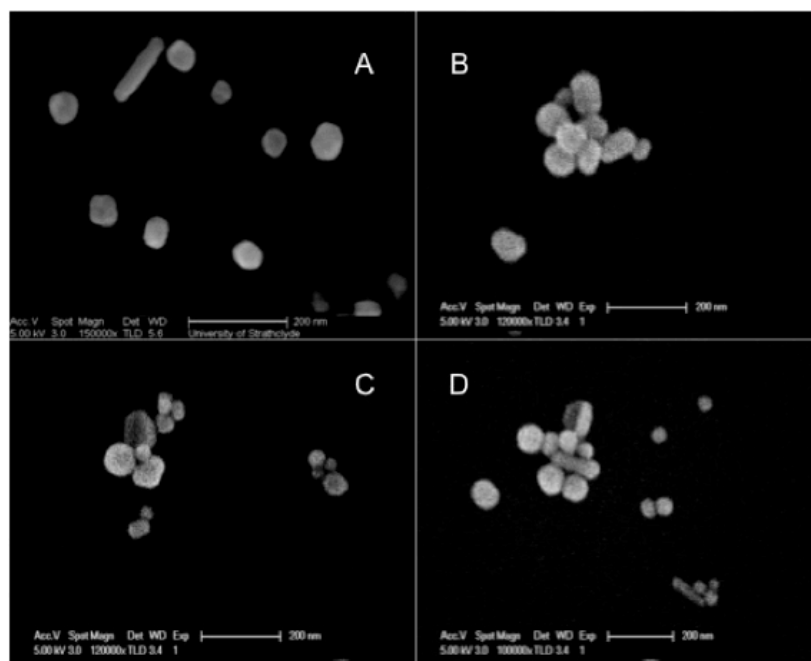 A
B
Acc.V Spot Magn Det WD
5.00 kV 3.0 150000x TLD 5.6 University of Strathclyde
200 nm
Acc.V Spot Magn Det WD Exp
5.00 kV 3.0 120000x TLD 3.4 1
200 nm
C
D
Acc.V Spot Magn Det WD Exp
5.00 kV 3.0 120000x TLD 3.4 1
200 nm
Acc.V Spot Magn Det WD Exp
5.00 kV 3.0 100000x TLD 3.4 1
200 nm